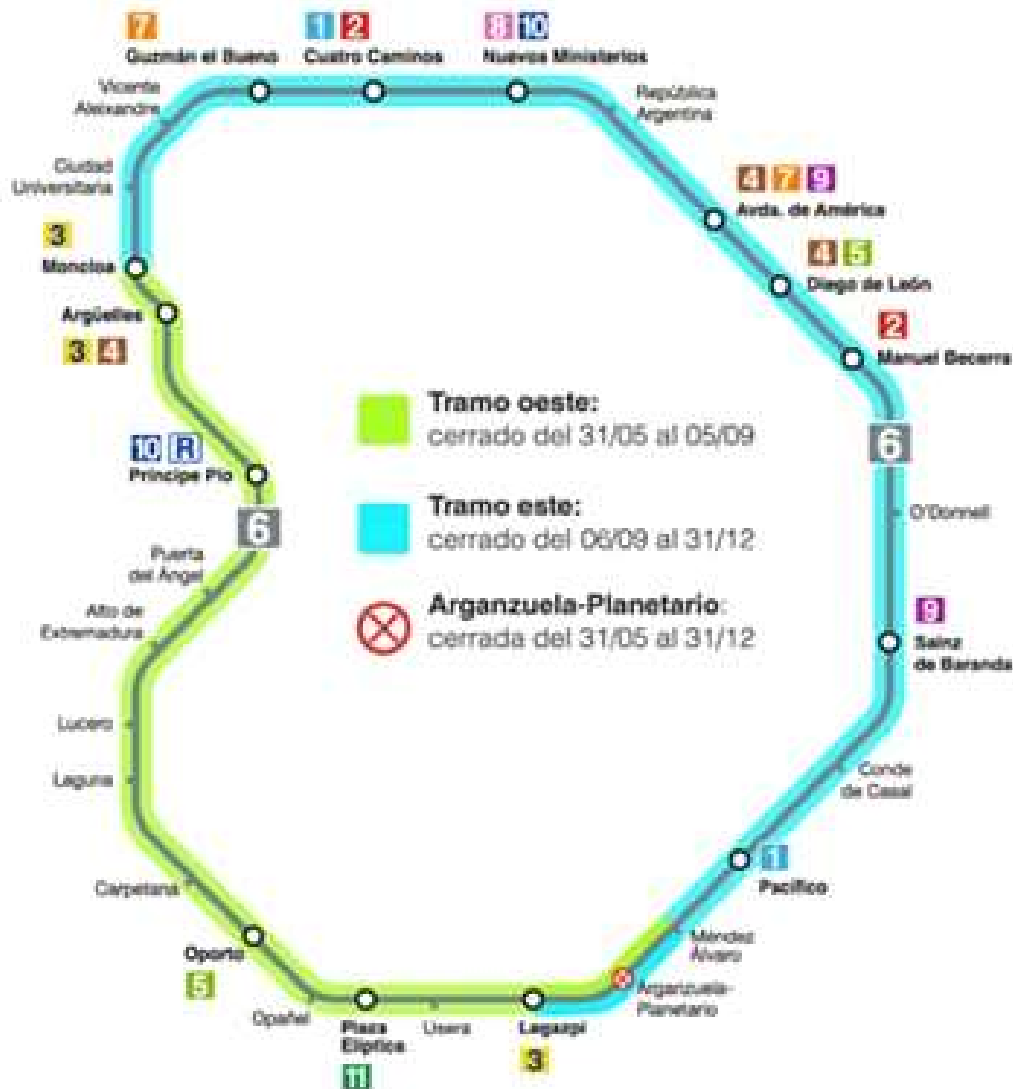 7
1 2
8 10
Guzmán el Bueno
Cuatro Caminos
Nuevos Ministerios
Vicente
Aleixandre
República
Argentina
Ciudad
Universitaria
4 7 9
Avda. de América
3
Moncloa
4 5
Diego de León
Argüelles
3 4
2
Manuel Becerra
Tramo oeste:
cerrado del 31/05 al 05/09
6
10 R
Príncipe Pío
Tramo este:
cerrado del 06/09 al 31/12
O'Donnell
6
Puerta
del Ángel
Alto de
Extremadura
Arganzuela-Planetario:
cerrada del 31/05 al 31/12
9
Sainz
de Baranda
Lucero
Laguna
Conde
de Casal
1
Pacífico
Carpetana
Oporto
5
Méndez
Álvaro
Arganzuela-
Planetario
Opañel
Plaza
Elíptica
11
Usera
Legazpi
3